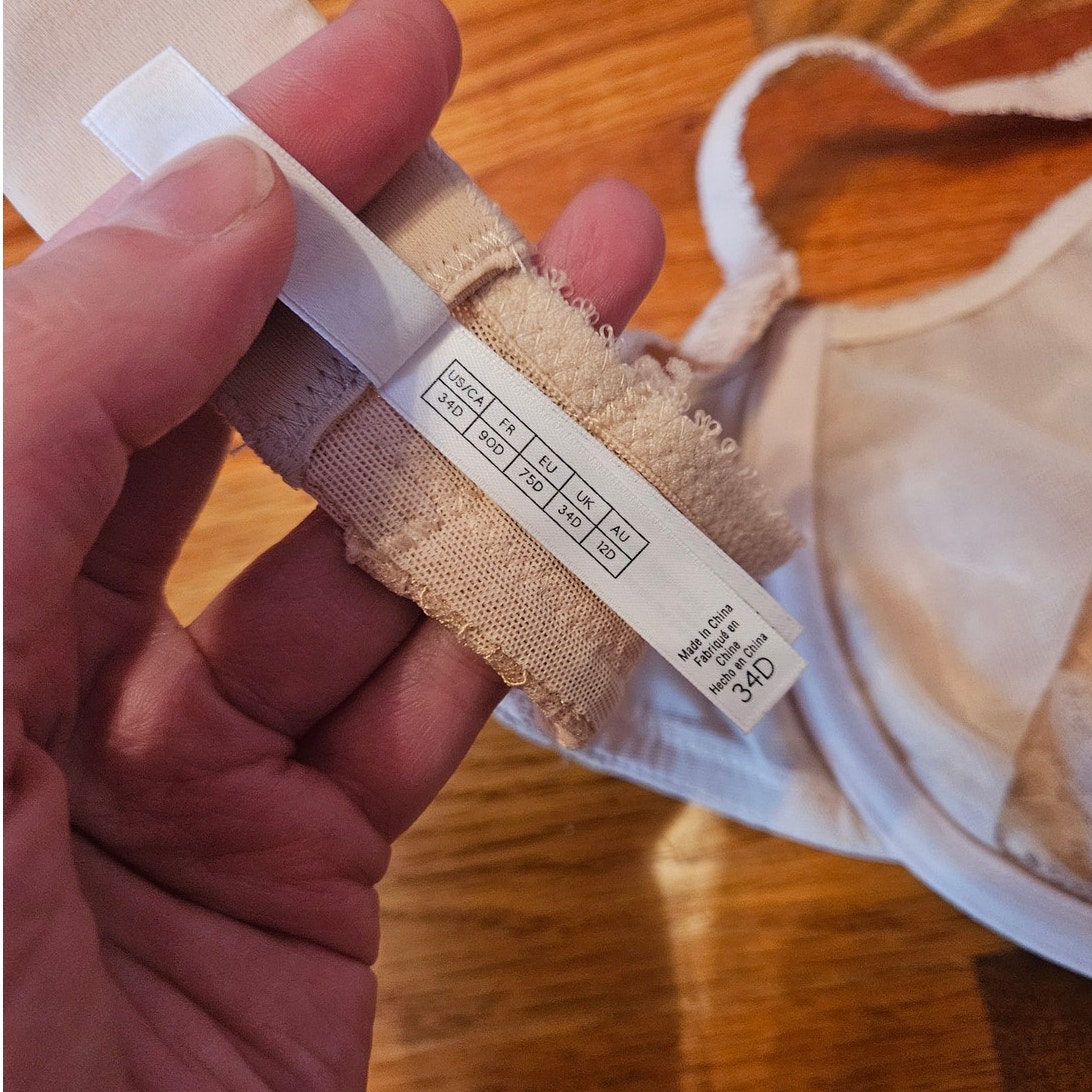 US/CA FR EU UK AU
34D 90D 75D 34D 12D
Made in China
Fabriqué en
Chine
Hecho en China
34D